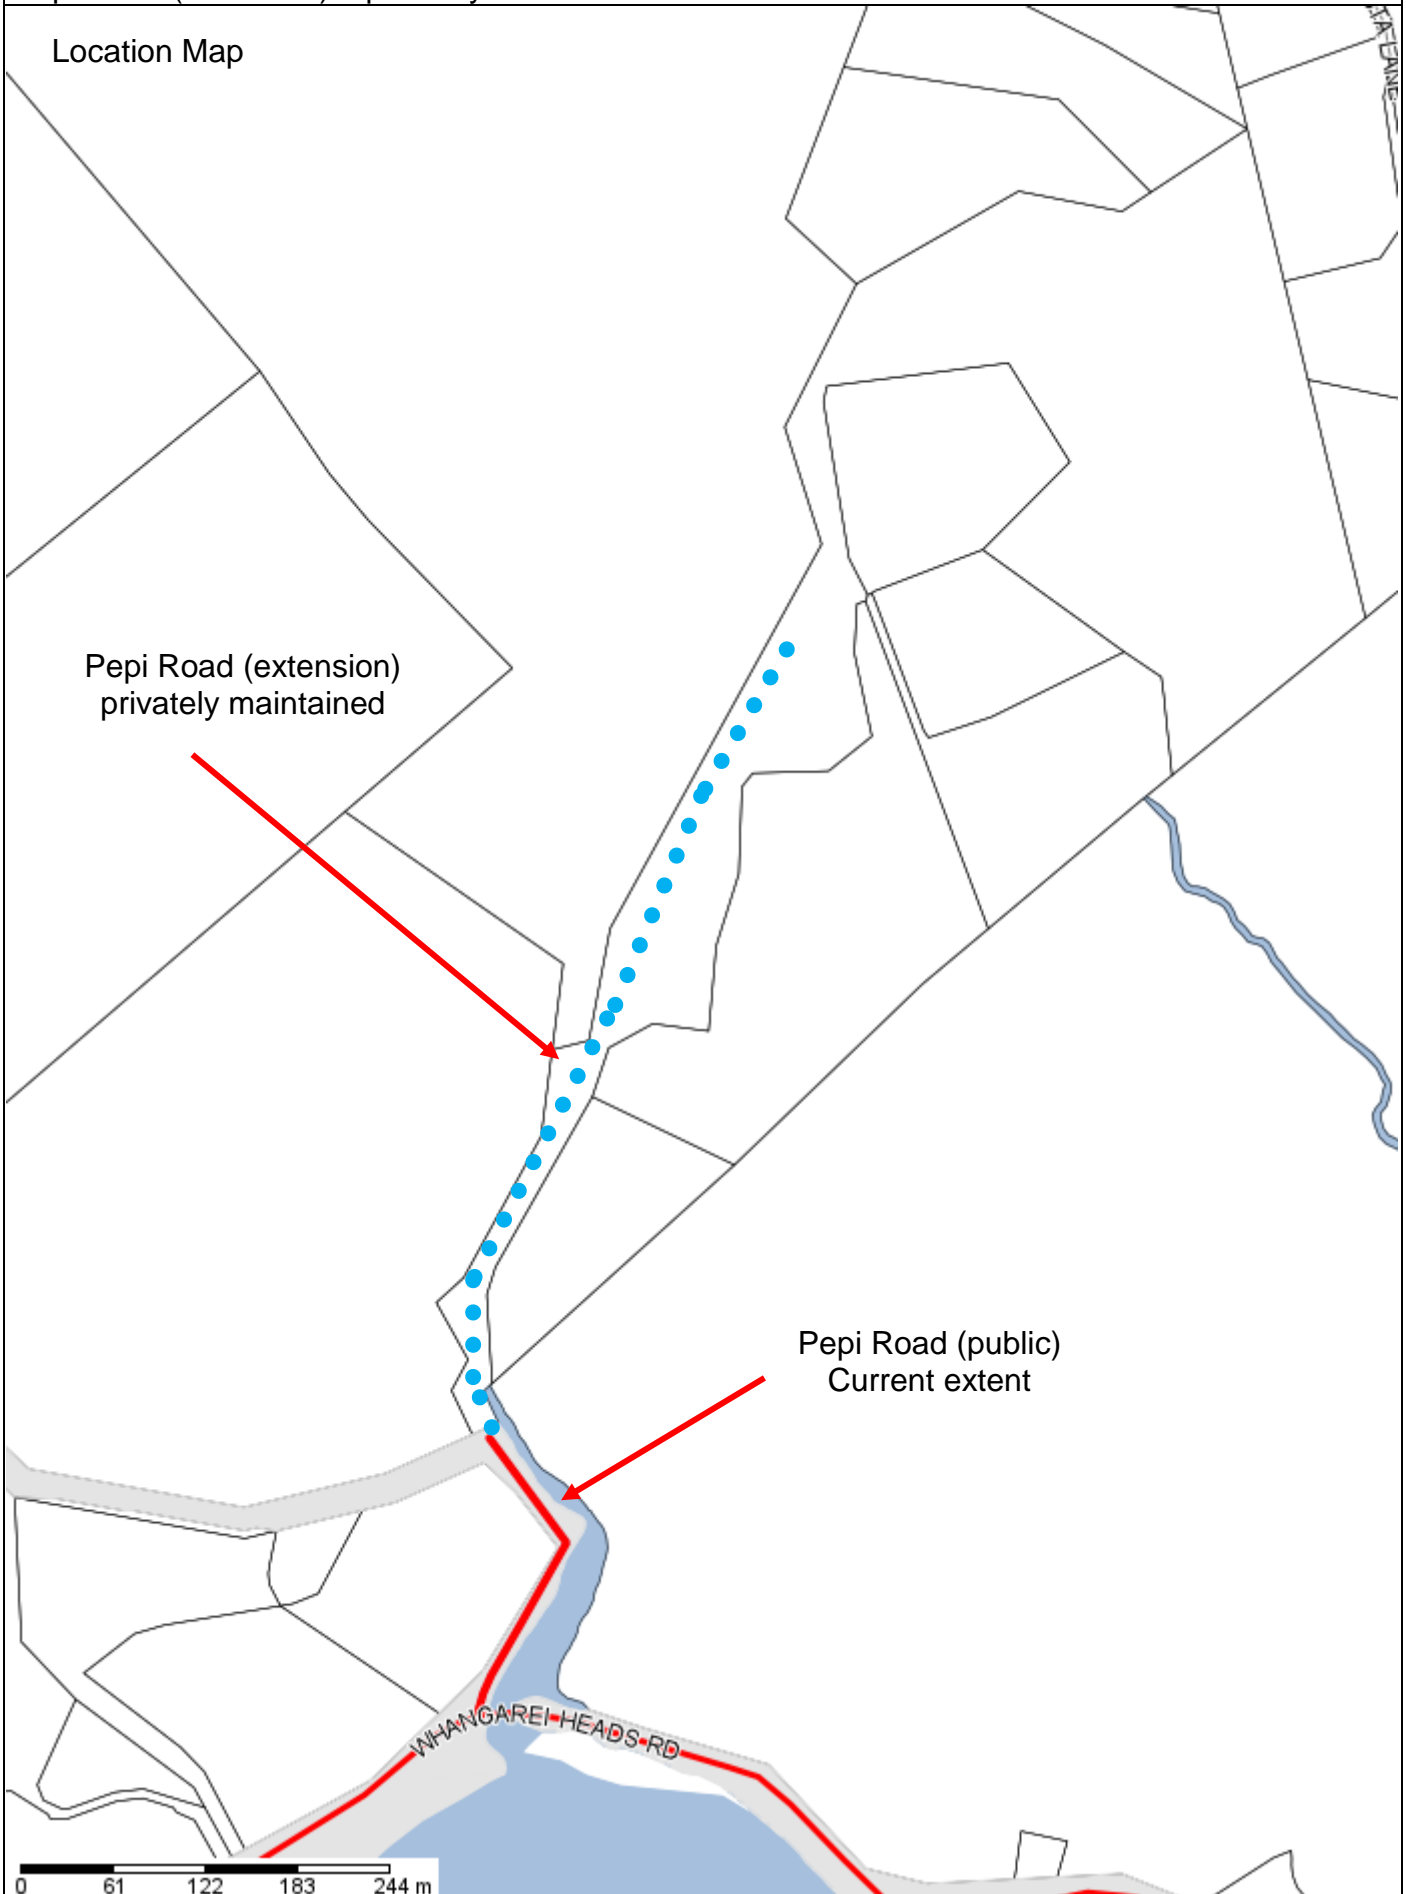 Location Map
Pepi Road (extension)
privately maintained
Pepi Road (public)
Current extent
WHANGAREI HEADS RD
0 61 122 183 244 m